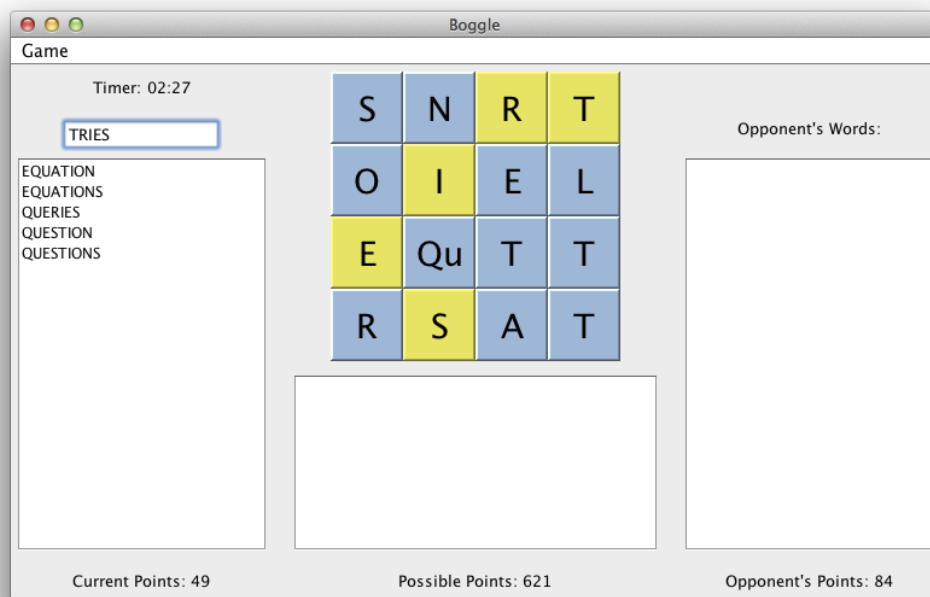 Boggle
Game
Timer: 02:27
TRIES
EQUATION
EQUATIONS
QUERIES
QUESTION
QUESTIONS
S N R T
O I E L
E Qu T T
R S A T
Opponent's Words:
Current Points: 49
Possible Points: 621
Opponent's Points: 84